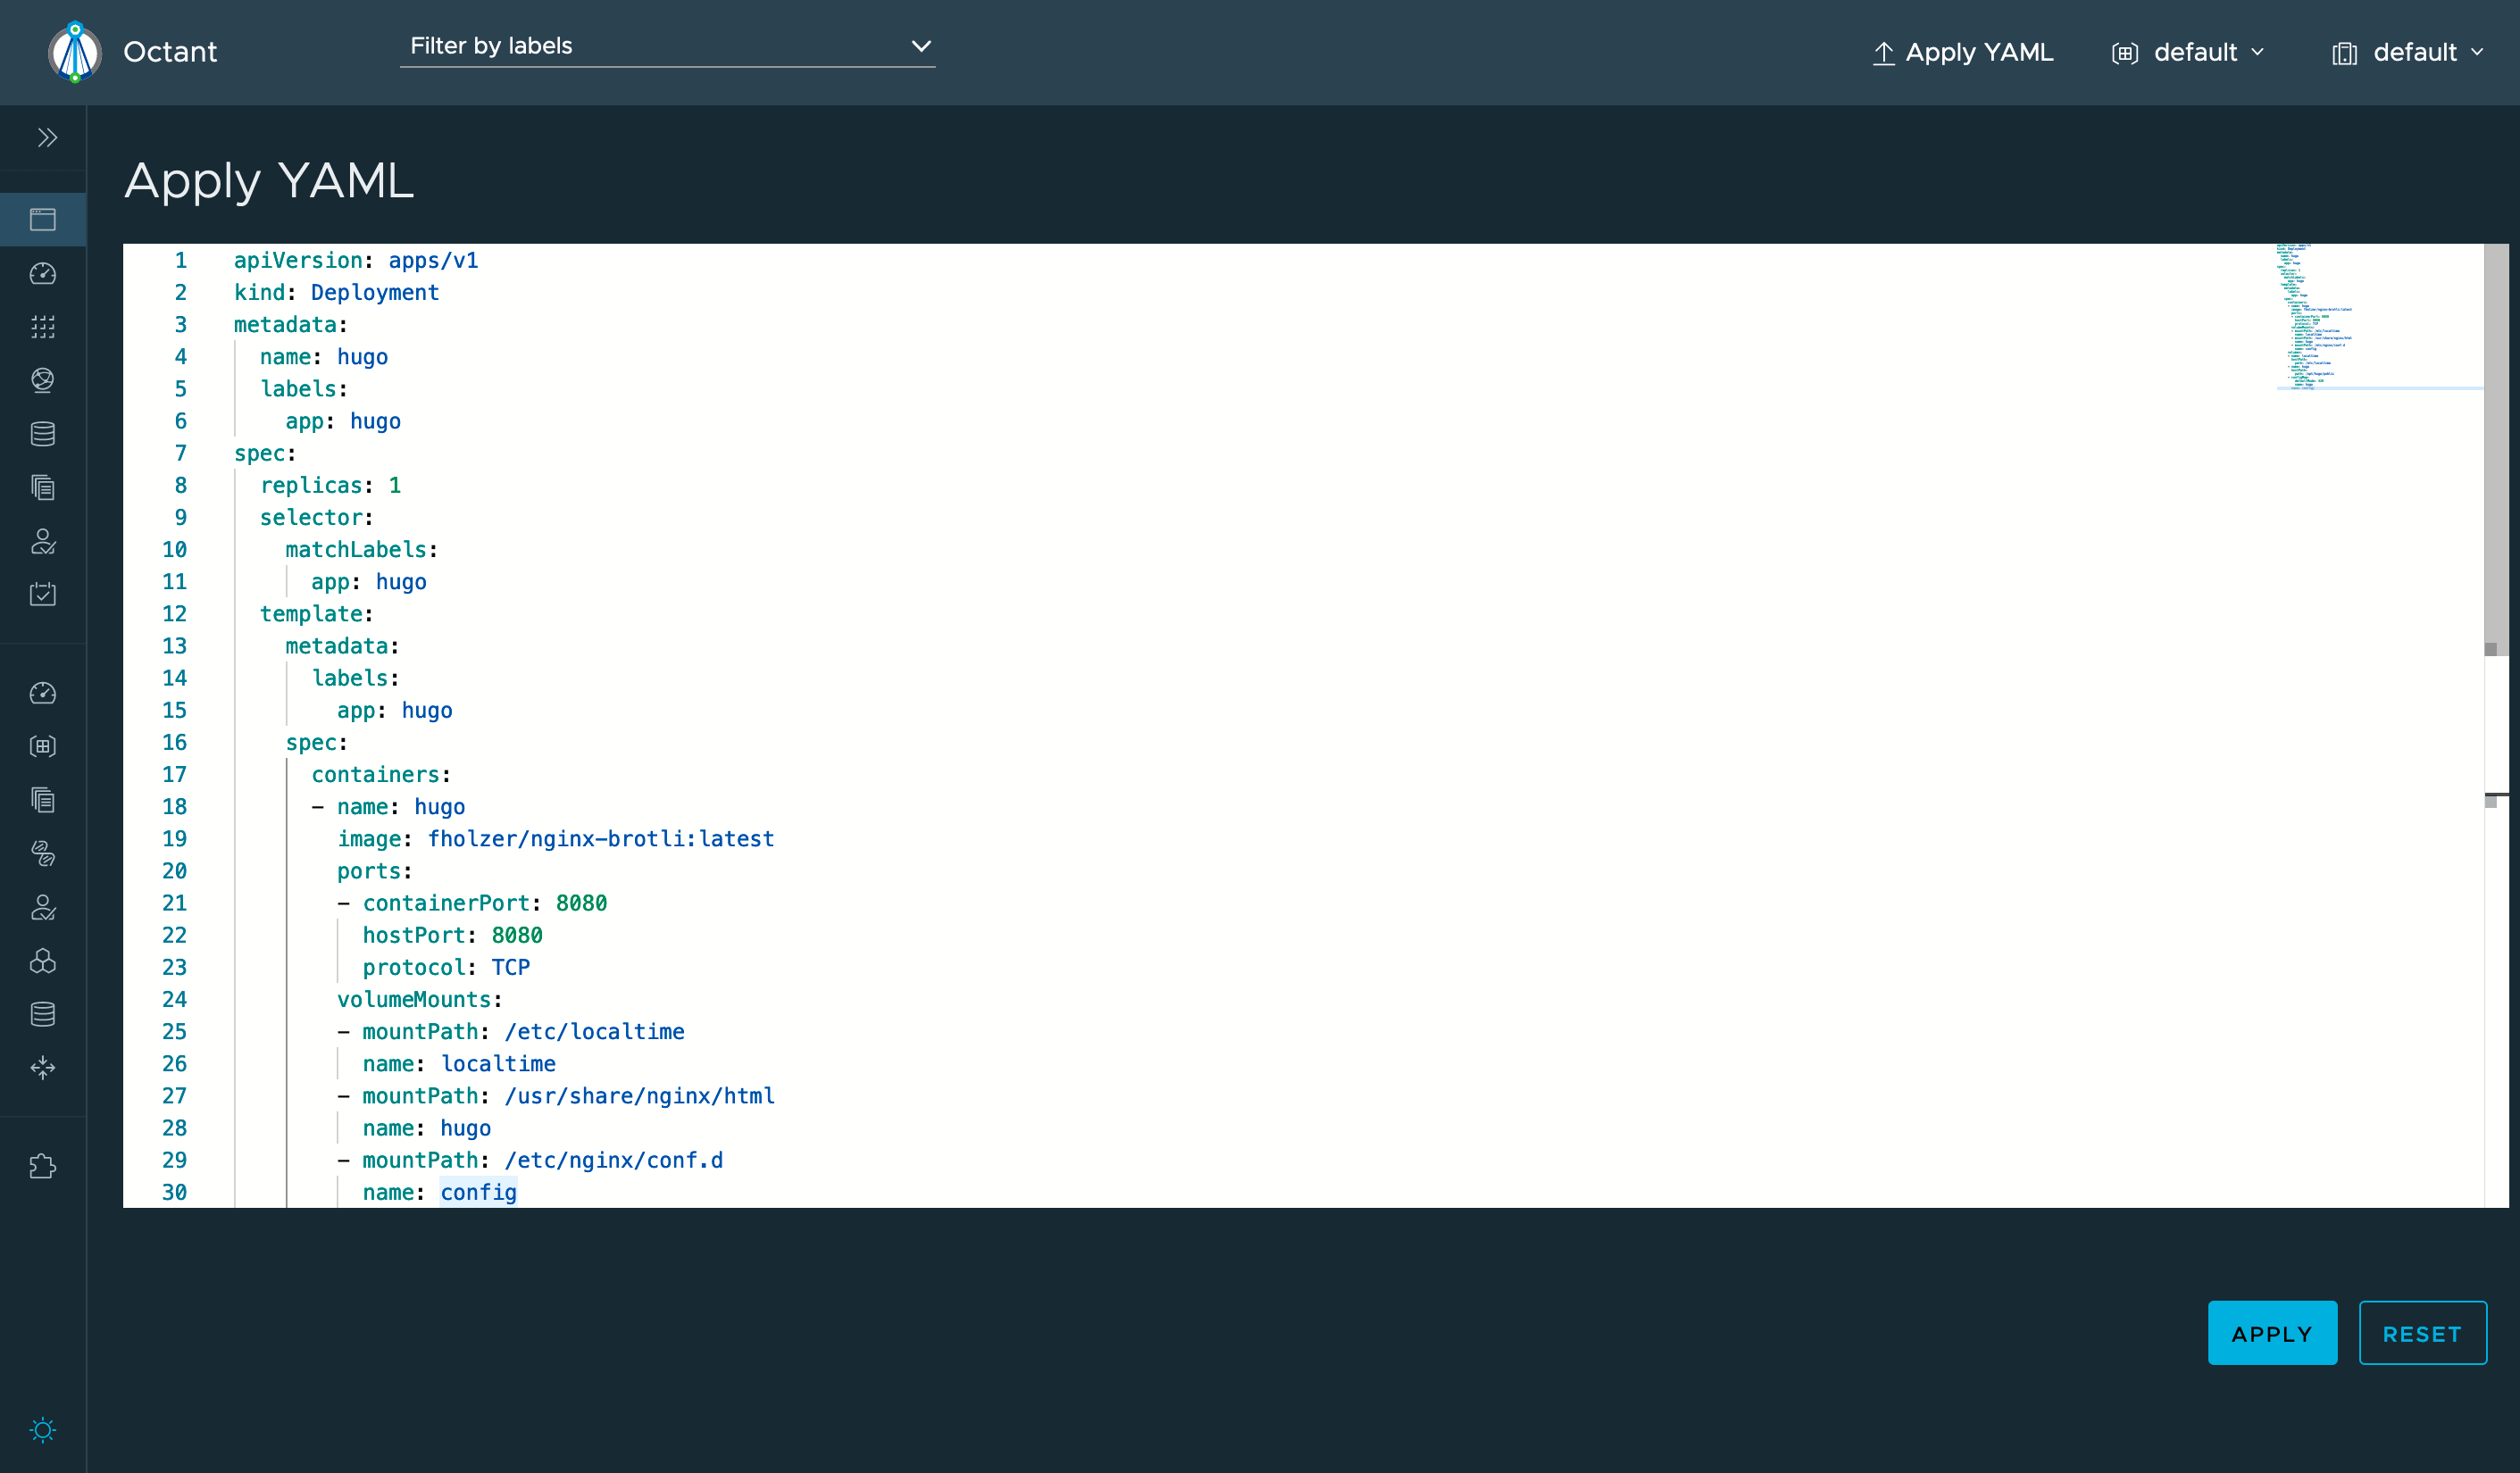 Octant
Filter by labels
Apply YAML
default
default
Apply YAML
1 apiVersion: apps/v1
2 kind: Deployment
3 metadata:
4   name: hugo
5   labels:
6     app: hugo
7 spec:
8   replicas: 1
9   selector:
10     matchLabels:
11       app: hugo
12   template:
13     metadata:
14       labels:
15         app: hugo
16     spec:
17       containers:
18       - name: hugo
19         image: fholzer/nginx-brotli:latest
20         ports:
21         - containerPort: 8080
22           hostPort: 8080
23           protocol: TCP
24         volumeMounts:
25         - mountPath: /etc/localtime
26           name: localtime
27         - mountPath: /usr/share/nginx/html
28           name: hugo
29         - mountPath: /etc/nginx/conf.d
30           name: config
APPLY
RESET